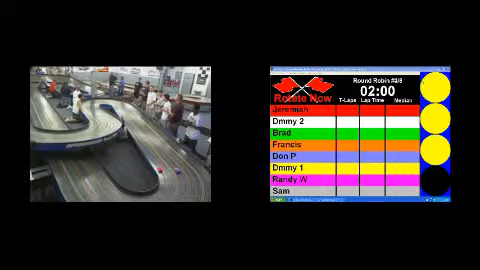 Round Robin #3/8
02:00
Rotate Now
T-Laps Lap Time Median
Jeremiah
Dmmy 2
Brad
Francis
Don P
Dmmy 1
Randy W
Sam